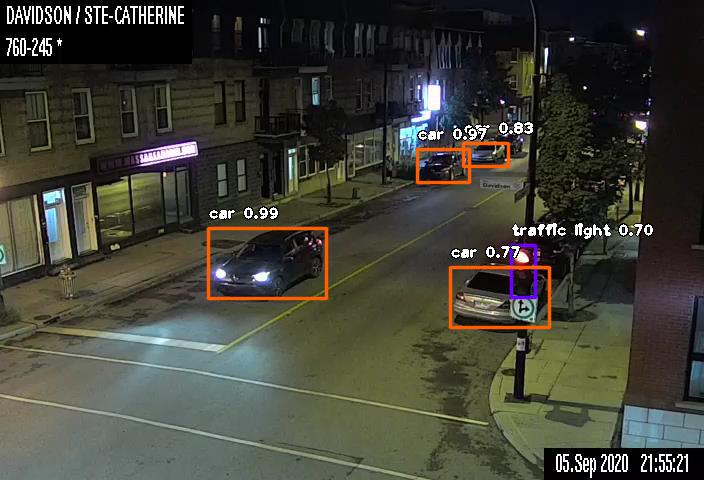 DAVIDSON / STE-CATHERINE
760-245 *
car 0.97
0.83
Davidson
car 0.99
traffic light 0.70
car 0.77
05.Sep 2020 21:55:21